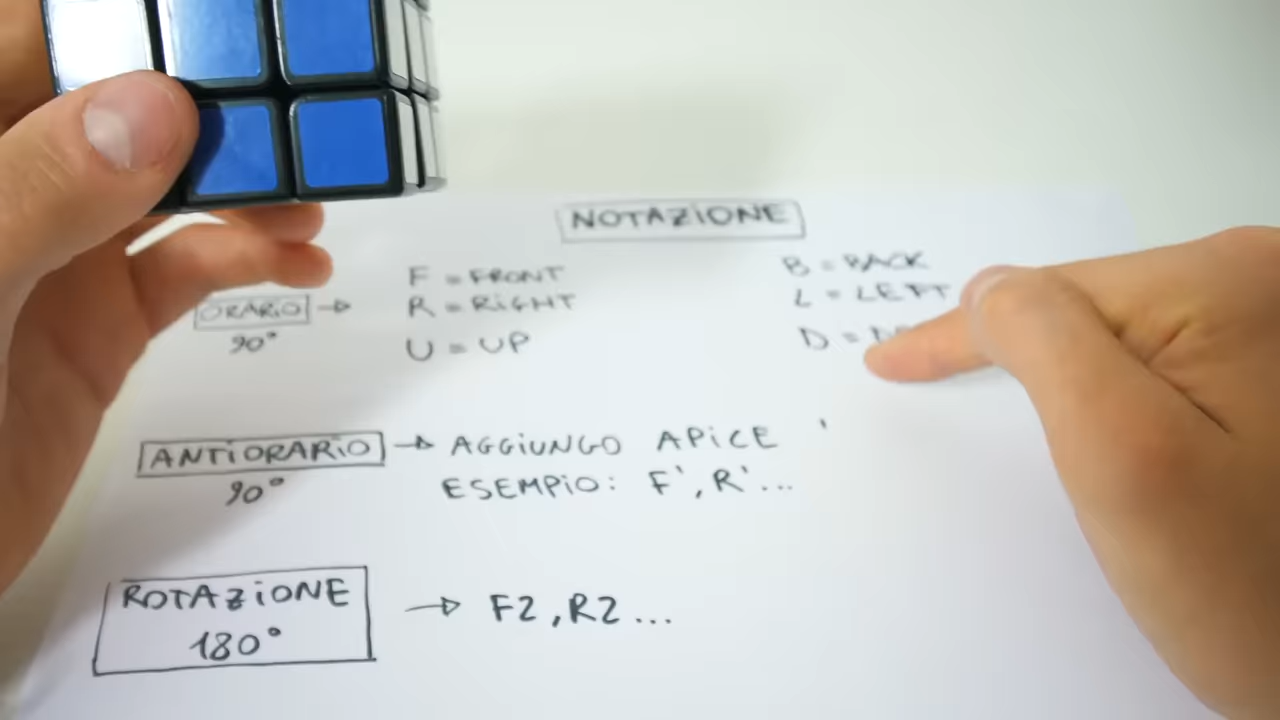 NOTAZIONE
F = FRONT
B = BACK
ORARIO → R = RIGHT
L = LEFT
90°
U = UP
D =
ANTIORARIO → AGGIUNGO APICE '
90°
ESEMPIO: F', R'...
ROTAZIONE
180°
→ F2, R2...